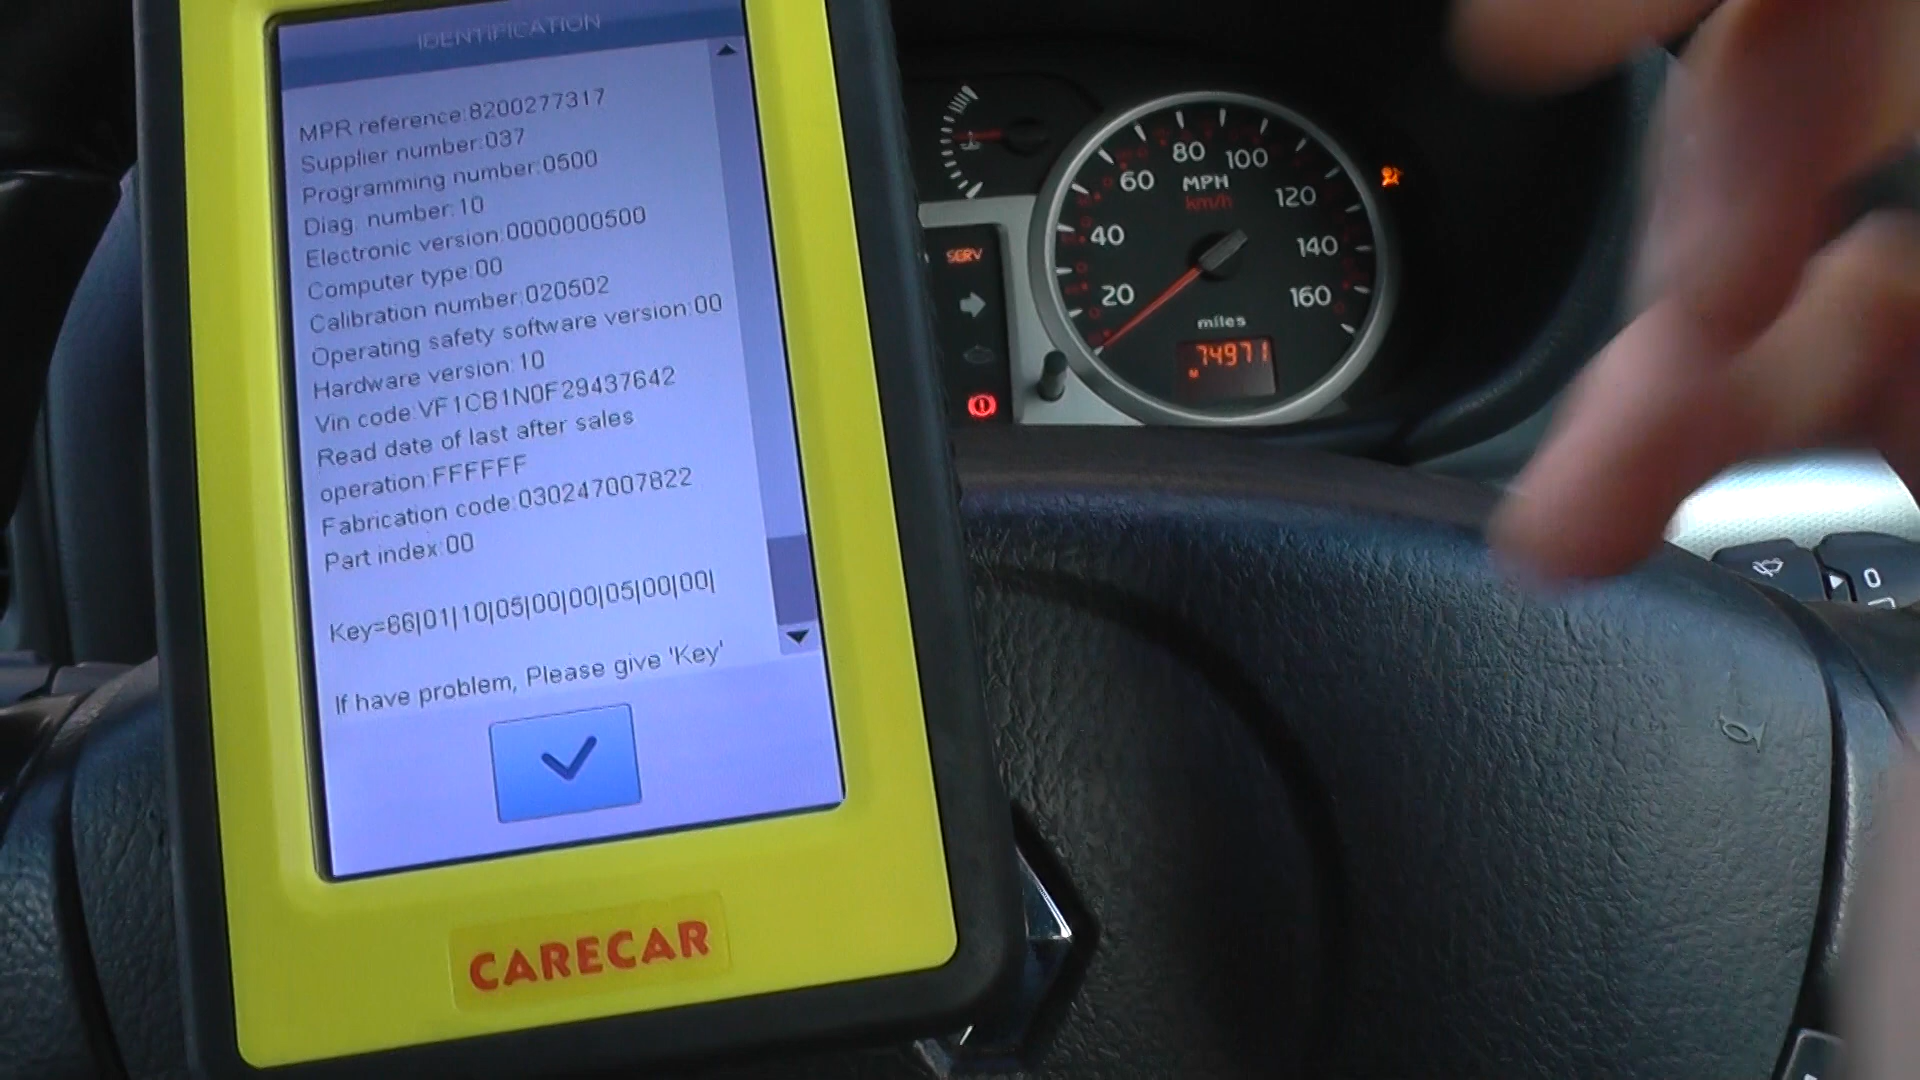 IDENTIFICATION
MPR reference:8200277317
Supplier number:037
Programming number:0500
Diag. number:10
Electronic version:0000000500
Computer type:00
Calibration number:020502
Operating safety software version:00
Hardware version:10
Vin code:VF1CB1N0F29437642
Read date of last after sales
operation:FFFFFF
Fabrication code:030247007822
Part index:00
Key=86|01|10|05|00|00|05|00|00|
If have problem, Please give 'Key'
CARECAR
20
40
60
80
100
120
140
160
MPH
km/h
miles
74971
SERV
0